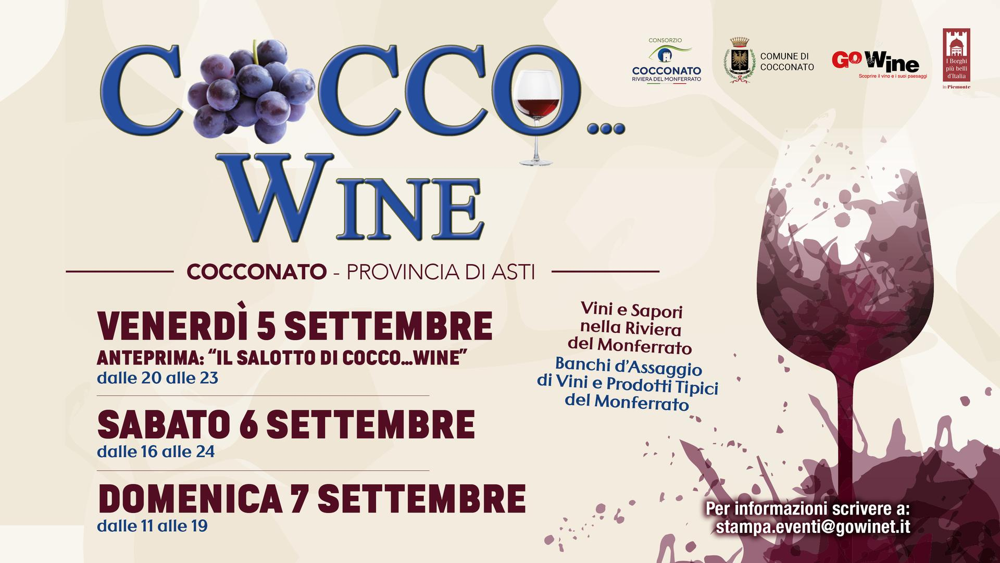 COCCO...
WINE
CONSORZIO
COCCONATO
RIVIERA DEL MONFERRATO
COMUNE DI
COCCONATO
GO Wine
Scoprire il vino e i suoi paesaggi
I Borghi
più belli
d'Italia
in Piemonte
COCCONATO - PROVINCIA DI ASTI
VENERDÌ 5 SETTEMBRE
ANTEPRIMA: “IL SALOTTO DI COCCO...WINE”
dalle 20 alle 23
SABATO 6 SETTEMBRE
dalle 16 alle 24
DOMENICA 7 SETTEMBRE
dalle 11 alle 19
Vini e Sapori
nella Riviera
del Monferrato
Banchi d’Assaggio
di Vini e Prodotti Tipici
del Monferrato
Per informazioni scrivere a:
stampa.eventi@gowinet.it